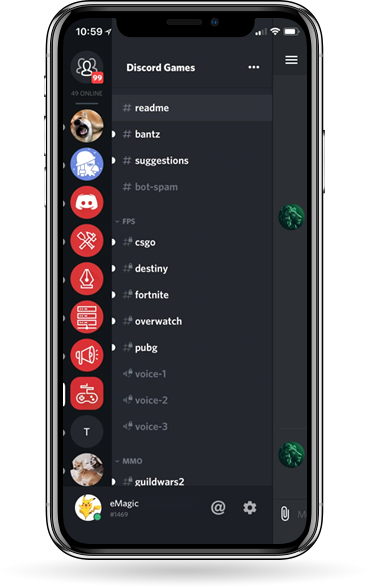 10:59
99
49 ONLINE
Discord Games
# readme
# bantz
# suggestions
# bot-spam
FPS
# csgo
# destiny
# fortnite
# overwatch
# pubg
voice-1
voice-2
voice-3
MMO
# guildwars2
T
eMagic
#1469
@
M